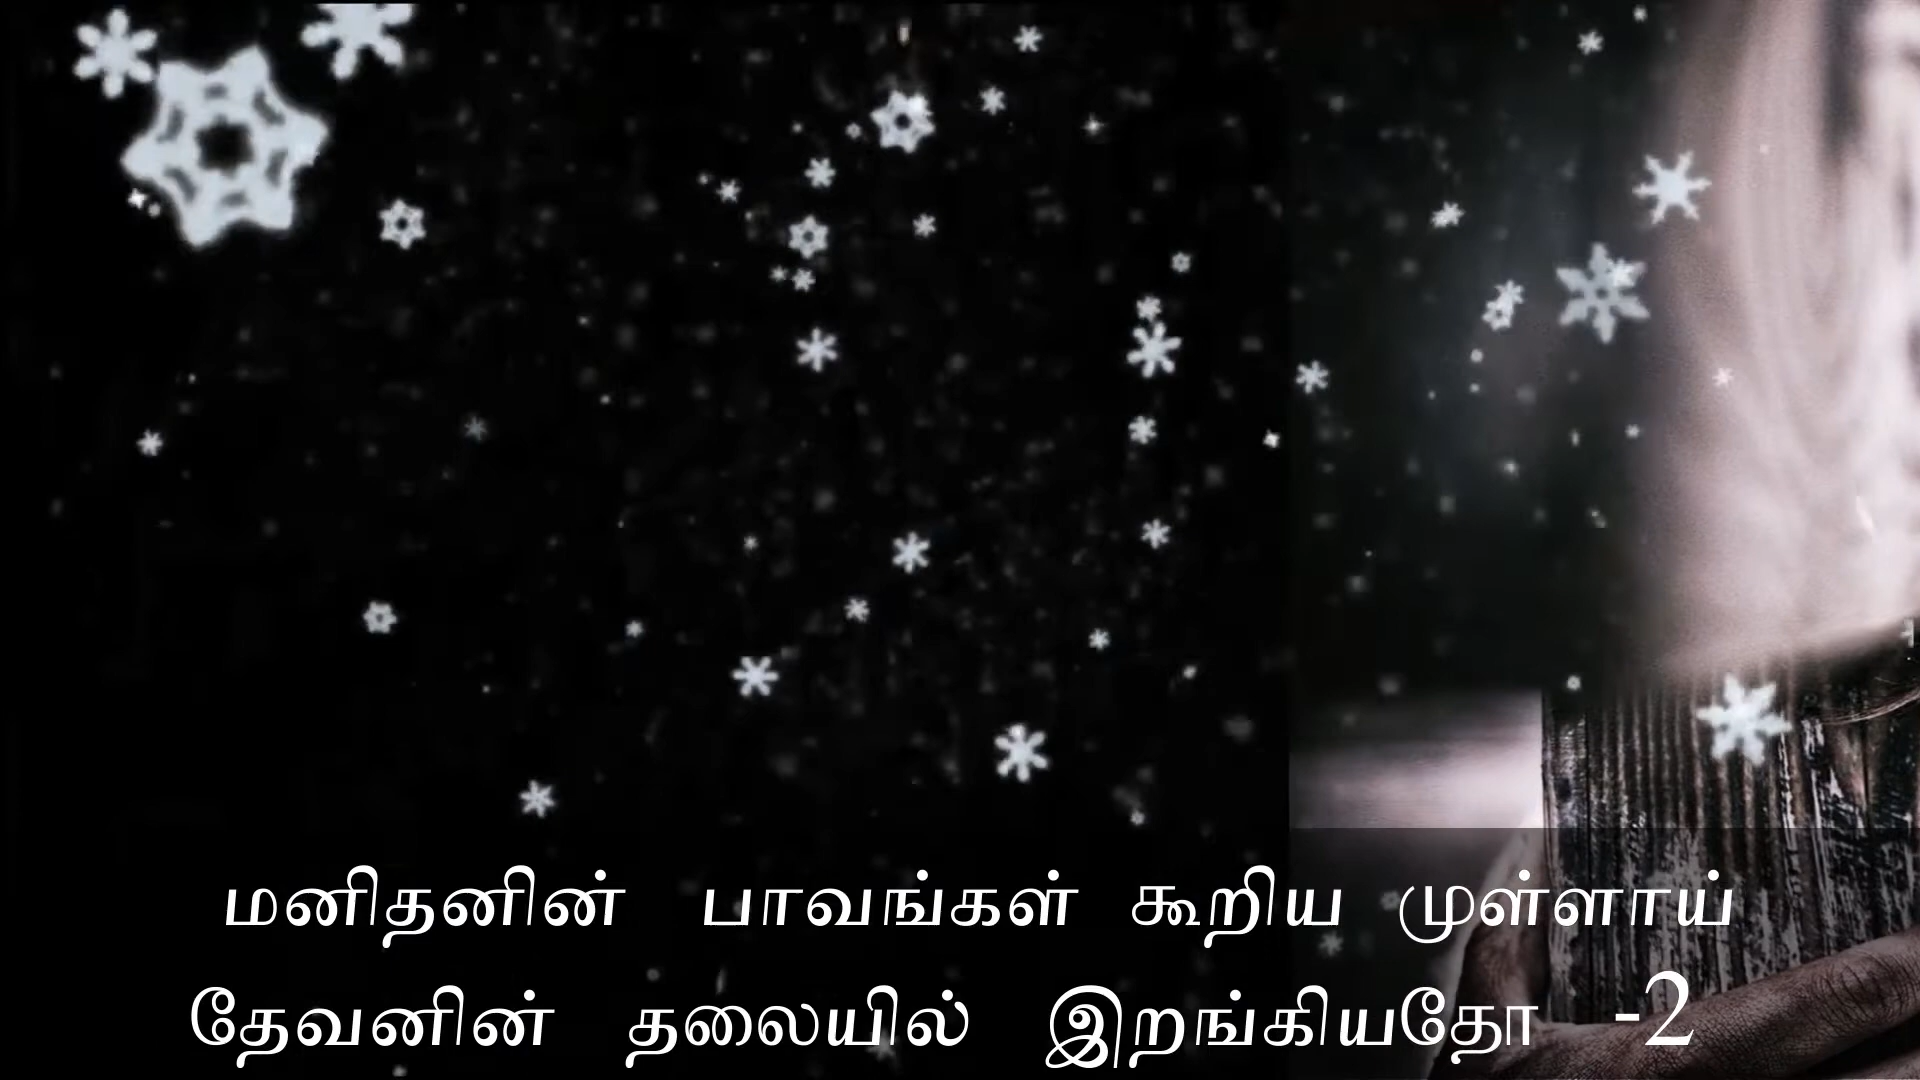 மனிதனின் பாவங்கள் கூறிய முள்ளாய்
தேவனின் தலையில் இறங்கியதோ -2